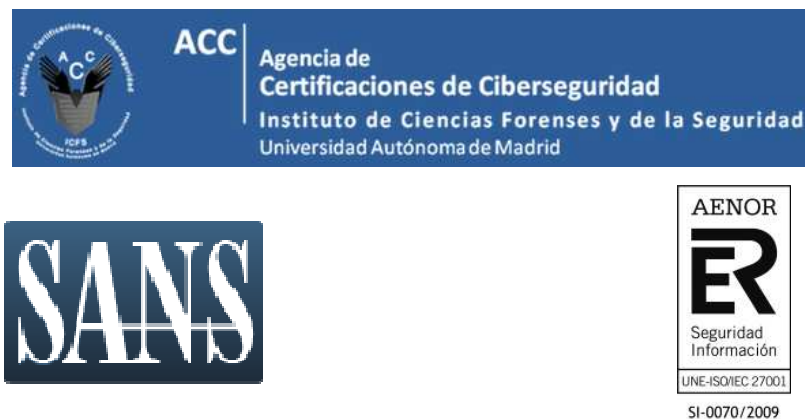 ACC
Agencia de
Certificaciones de Ciberseguridad
Instituto de Ciencias Forenses y de la Seguridad
Universidad Autónoma de Madrid
A C C
ICFS
SANS
AENOR
ER
Seguridad
Información
UNE-ISO/IEC 27001
SI-0070/2009